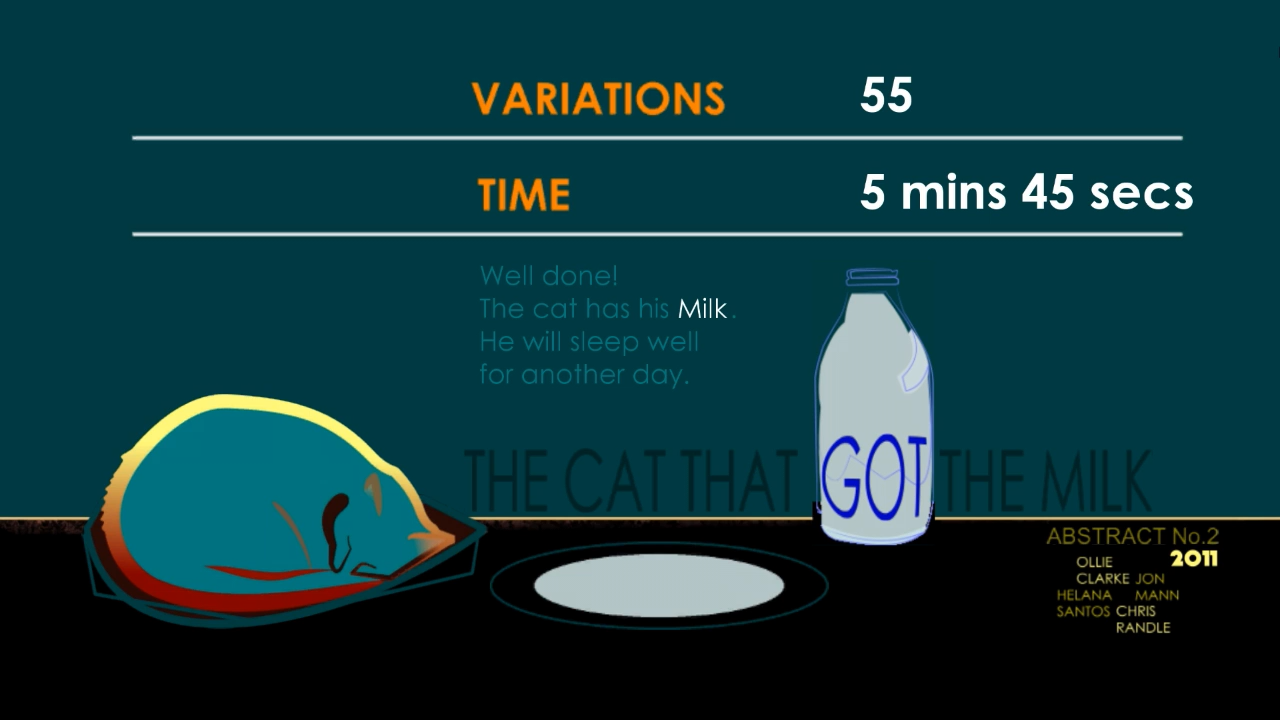 VARIATIONS 55
TIME 5 mins 45 secs
Well done!
The cat has his Milk.
He will sleep well
for another day.
THE CAT THAT GOT THE MILK
ABSTRACT No.2
2011
OLLIE
CLARKE JON
HELANA MANN
SANTOS CHRIS
RANDLE